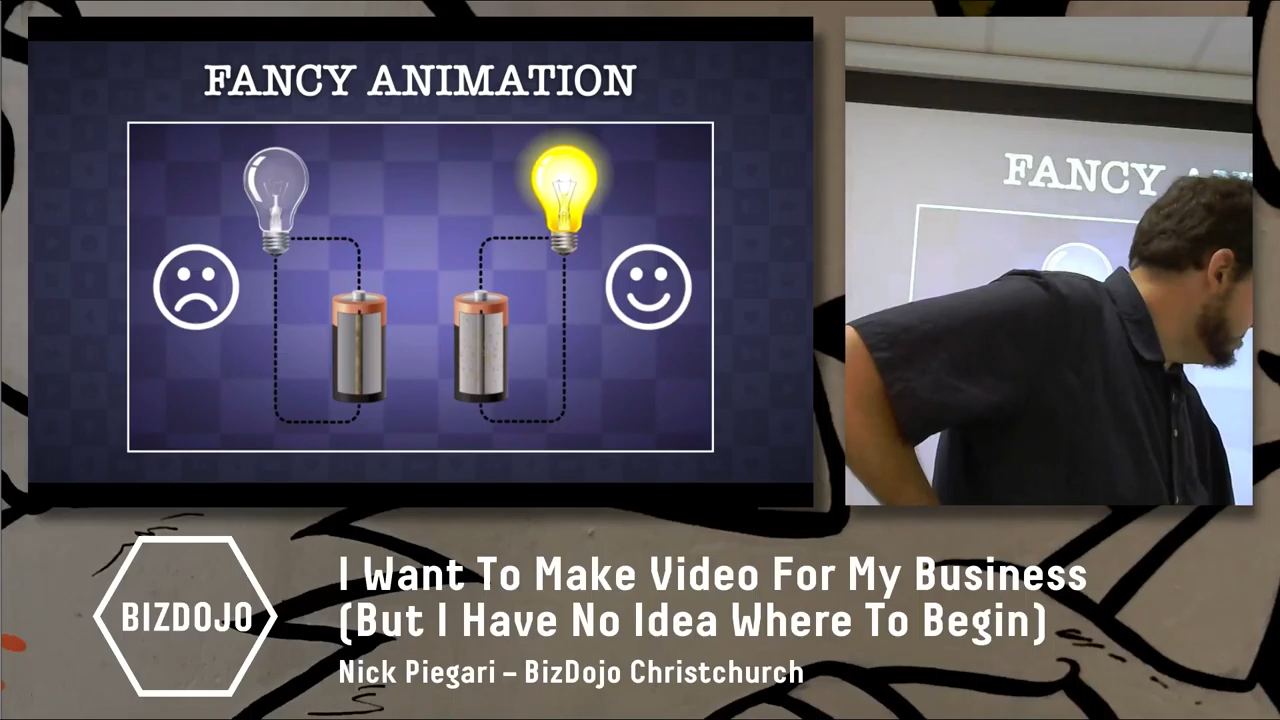 FANCY ANIMATION
FANCY
BIZDOJO
I Want To Make Video For My Business
(But I Have No Idea Where To Begin)
Nick Piegari – BizDojo Christchurch